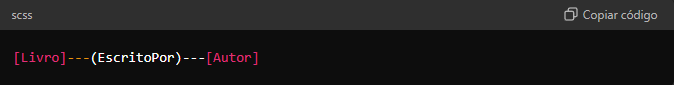 scss
Copiar código
[Livro]---(EscritoPor)---[Autor]